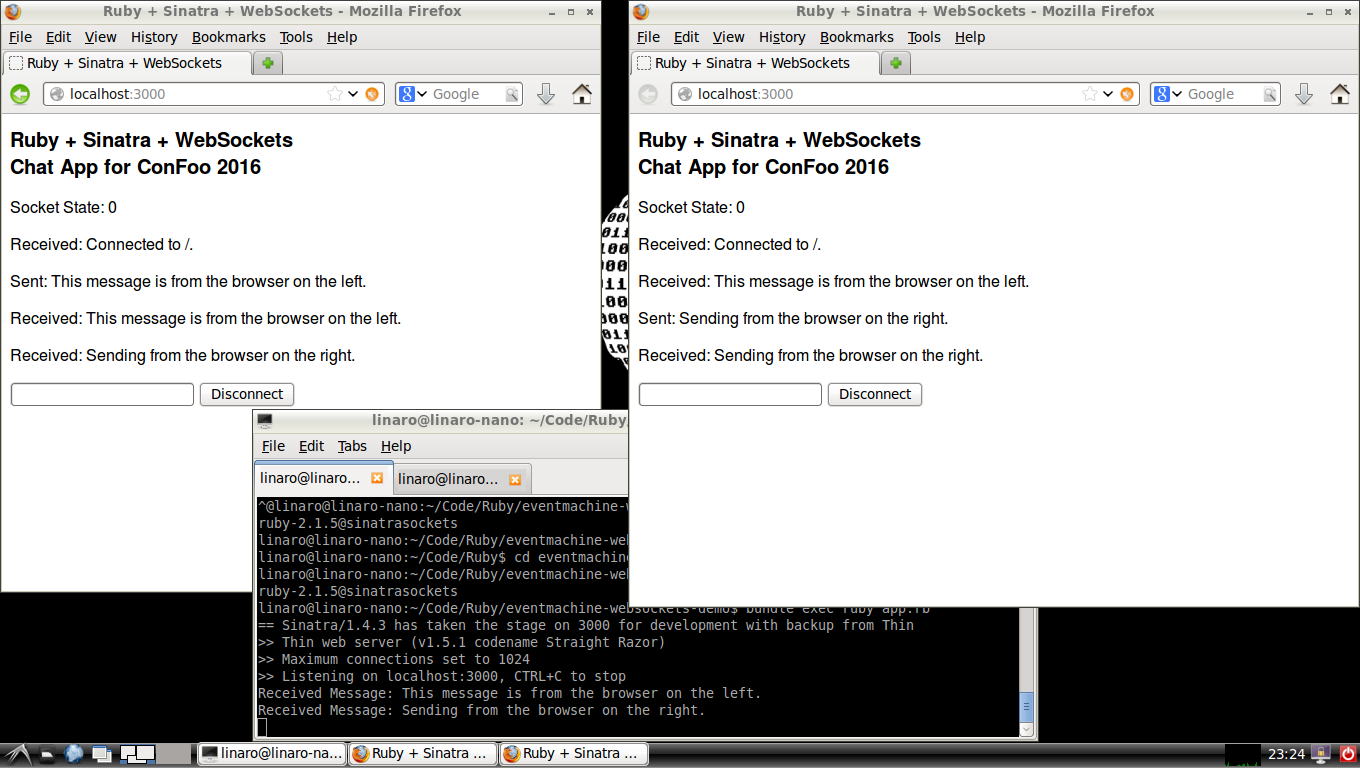 Ruby + Sinatra + WebSockets - Mozilla Firefox
File Edit View History Bookmarks Tools Help
Ruby + Sinatra + WebSockets
localhost:3000
Google
Ruby + Sinatra + WebSockets
Chat App for ConFoo 2016
Socket State: 0
Received: Connected to /.
Sent: This message is from the browser on the left.
Received: This message is from the browser on the left.
Received: Sending from the browser on the right.
Disconnect
Ruby + Sinatra + WebSockets - Mozilla Firefox
File Edit View History Bookmarks Tools Help
Ruby + Sinatra + WebSockets
localhost:3000
Google
Ruby + Sinatra + WebSockets
Chat App for ConFoo 2016
Socket State: 0
Received: Connected to /.
Received: This message is from the browser on the left.
Sent: Sending from the browser on the right.
Received: Sending from the browser on the right.
Disconnect
linaro@linaro-nano: ~/Code/Ruby/
File Edit Tabs Help
linaro@linaro... linaro@linaro...
^@linaro@linaro-nano:~/Code/Ruby/eventmachine-w
ruby-2.1.5@sinatrasockets
linaro@linaro-nano:~/Code/Ruby/eventmachine-web
linaro@linaro-nano:~/Code/Ruby$ cd eventmachine
linaro@linaro-nano:~/Code/Ruby/eventmachine-web
ruby-2.1.5@sinatrasockets
linaro@linaro-nano:~/Code/Ruby/eventmachine-websockets-demo$ bundle exec ruby app.rb
== Sinatra/1.4.3 has taken the stage on 3000 for development with backup from Thin
>> Thin web server (v1.5.1 codename Straight Razor)
>> Maximum connections set to 1024
>> Listening on localhost:3000, CTRL+C to stop
Received Message: This message is from the browser on the left.
Received Message: Sending from the browser on the right.
linaro@linaro-na... Ruby + Sinatra ... Ruby + Sinatra ... 23:24